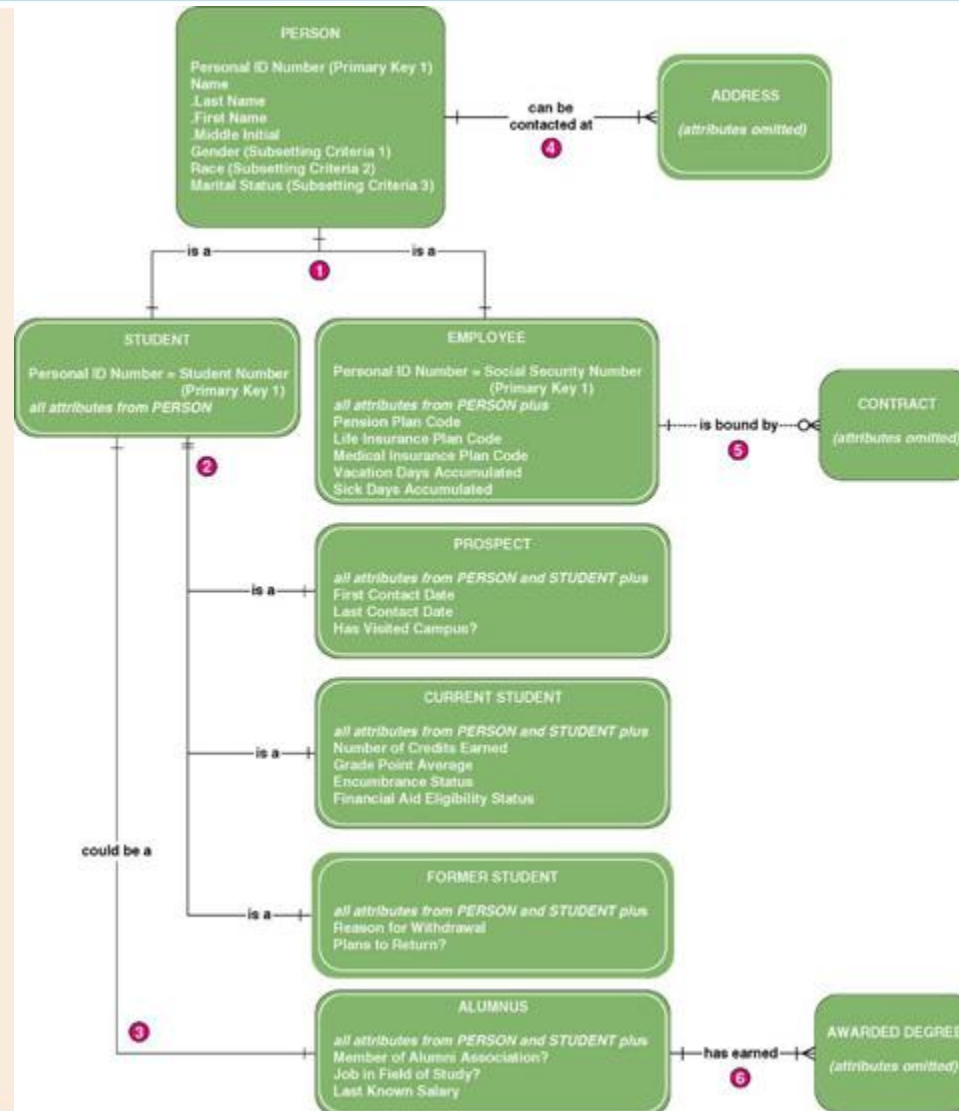 PERSON
Personal ID Number (Primary Key 1)
Name
.Last Name
.First Name
.Middle Initial
Gender (Subsetting Criteria 1)
Race (Subsetting Criteria 2)
Marital Status (Subsetting Criteria 3)
can be
contacted at
4
ADDRESS
(attributes omitted)
is a
is a
1
STUDENT
Personal ID Number = Student Number
(Primary Key 1)
all attributes from PERSON
EMPLOYEE
Personal ID Number = Social Security Number
(Primary Key 1)
all attributes from PERSON plus
Pension Plan Code
Life Insurance Plan Code
Medical Insurance Plan Code
Vacation Days Accumulated
Sick Days Accumulated
is bound by
5
CONTRACT
(attributes omitted)
2
PROSPECT
all attributes from PERSON and STUDENT plus
First Contact Date
Last Contact Date
Has Visited Campus?
is a
CURRENT STUDENT
all attributes from PERSON and STUDENT plus
Number of Credits Earned
Grade Point Average
Encumbrance Status
Financial Aid Eligibility Status
is a
could be a
FORMER STUDENT
all attributes from PERSON and STUDENT plus
Reason for Withdrawal
Plans to Return?
is a
3
ALUMNUS
all attributes from PERSON and STUDENT plus
Member of Alumni Association?
Job in Field of Study?
Last Known Salary
has earned
6
AWARDED DEGREE
(attributes omitted)